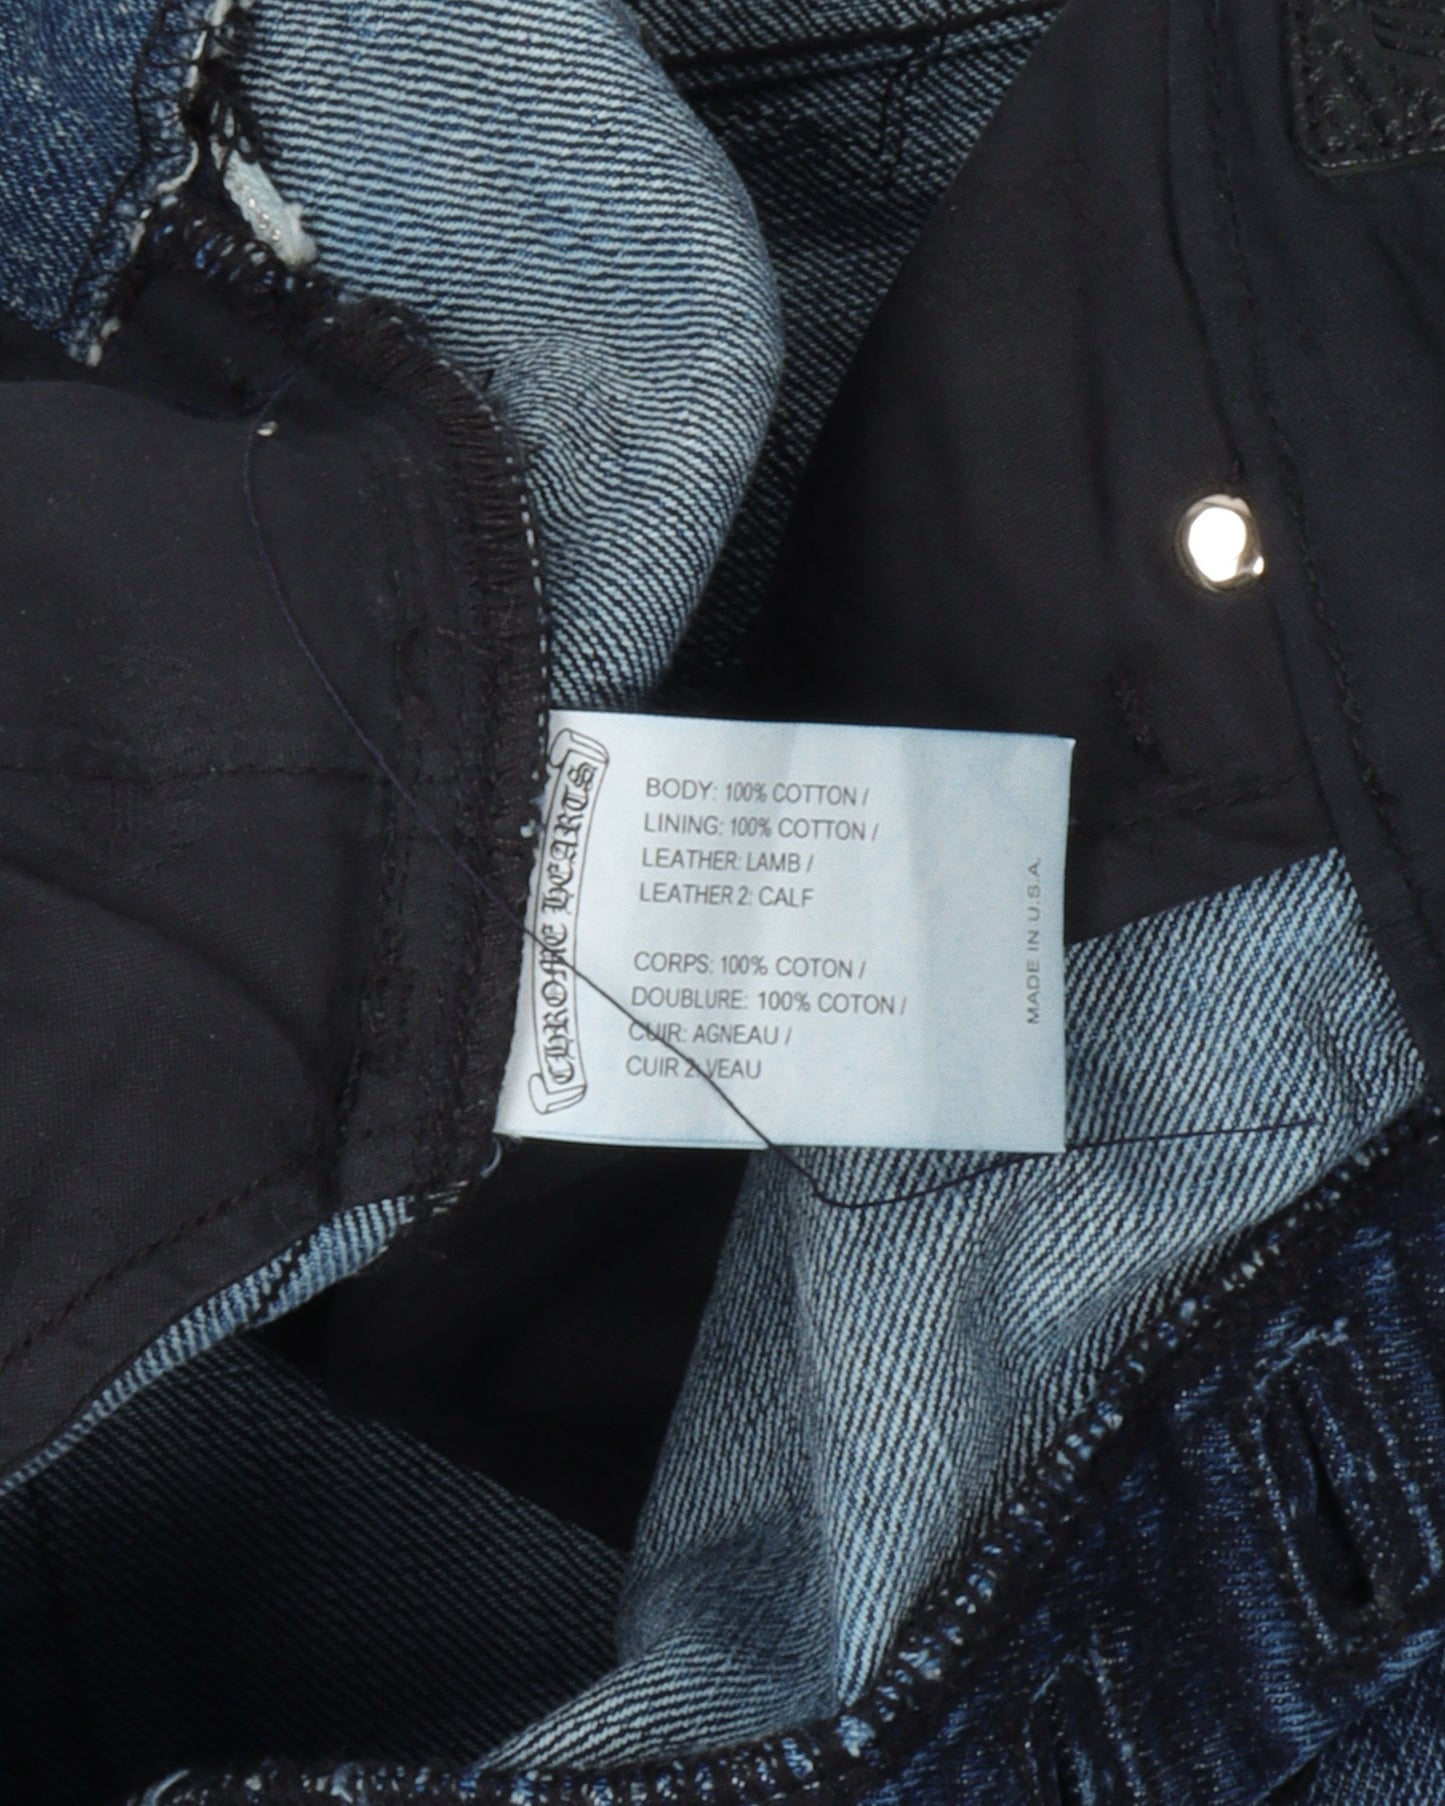 CHROME HEARTS
BODY: 100% COTTON /
LINING: 100% COTTON /
LEATHER: LAMB /
LEATHER 2: CALF
CORPS: 100% COTON /
DOUBLURE: 100% COTON /
CUIR: AGNEAU /
CUIR 2: VEAU
MADE IN U.S.A.